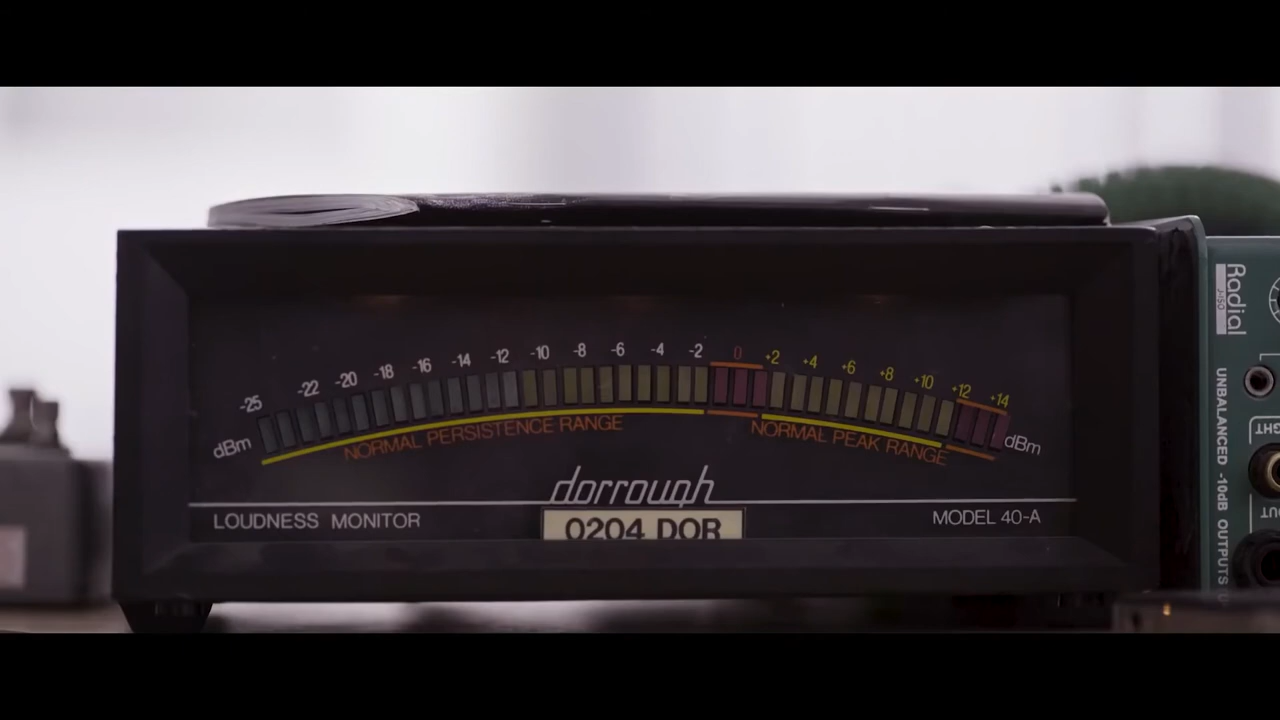 -25 -22 -20 -18 -16 -14 -12 -10 -8 -6 -4 -2 0 +2 +4 +6 +8 +10 +12 +14
dBm dBm
NORMAL PERSISTENCE RANGE NORMAL PEAK RANGE
dorrough
LOUDNESS MONITOR
0204 DOR
MODEL 40-A
Radial
UNBALANCED -10dB OUTPUTS